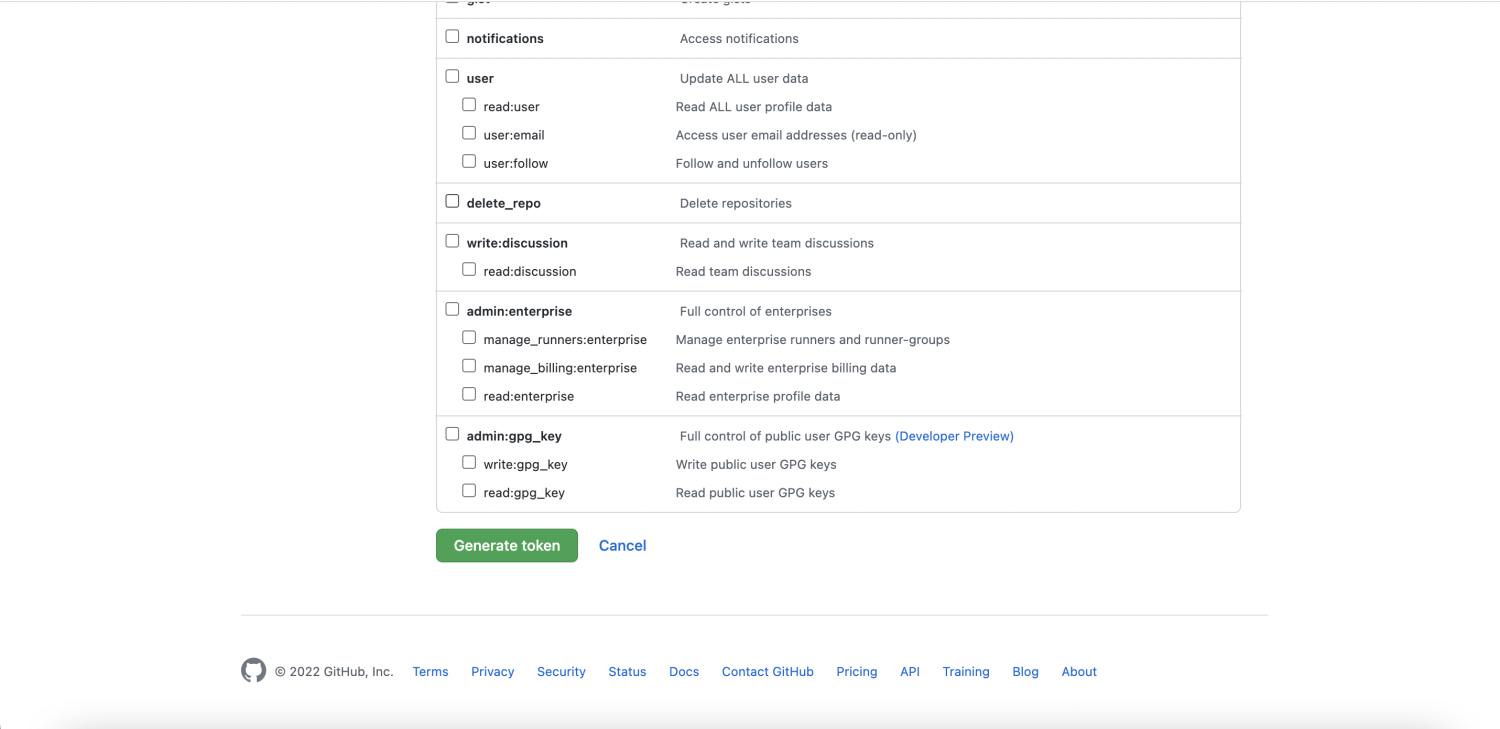 notifications Access notifications
user Update ALL user data
read:user Read ALL user profile data
user:email Access user email addresses (read-only)
user:follow Follow and unfollow users
delete_repo Delete repositories
write:discussion Read and write team discussions
read:discussion Read team discussions
admin:enterprise Full control of enterprises
manage_runners:enterprise Manage enterprise runners and runner-groups
manage_billing:enterprise Read and write enterprise billing data
read:enterprise Read enterprise profile data
admin:gpg_key Full control of public user GPG keys (Developer Preview)
write:gpg_key Write public user GPG keys
read:gpg_key Read public user GPG keys
Generate token Cancel
© 2022 GitHub, Inc. Terms Privacy Security Status Docs Contact GitHub Pricing API Training Blog About